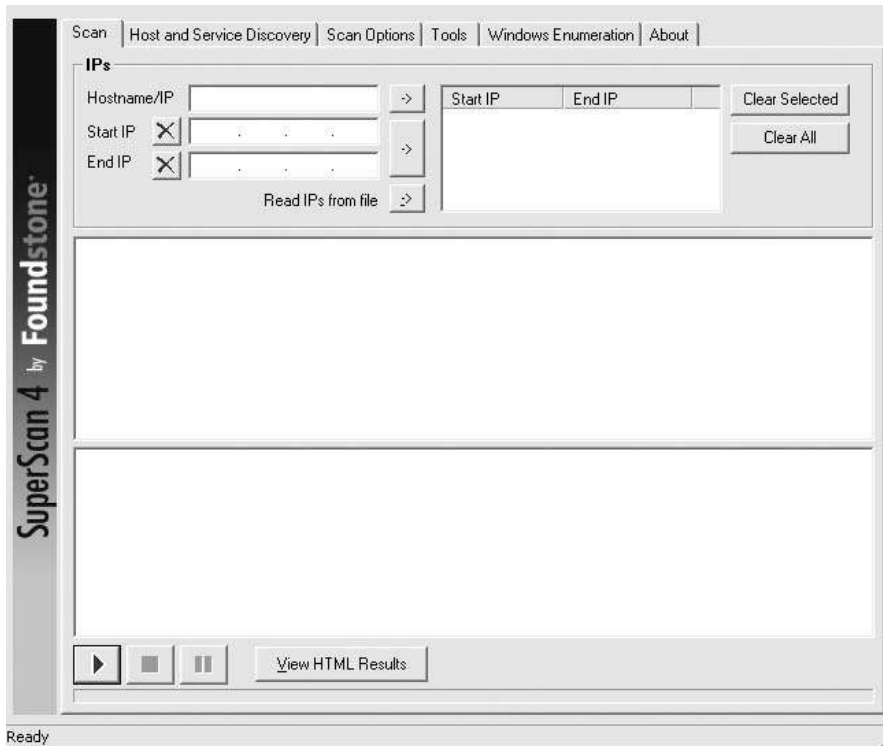 Scan Host and Service Discovery Scan Options Tools Windows Enumeration About
IPs
Hostname/IP -> Start IP End IP Clear Selected
Start IP . . . -> Clear All
End IP . . .
Read IPs from file ->
SuperScan 4 by Foundstone
View HTML Results
Ready